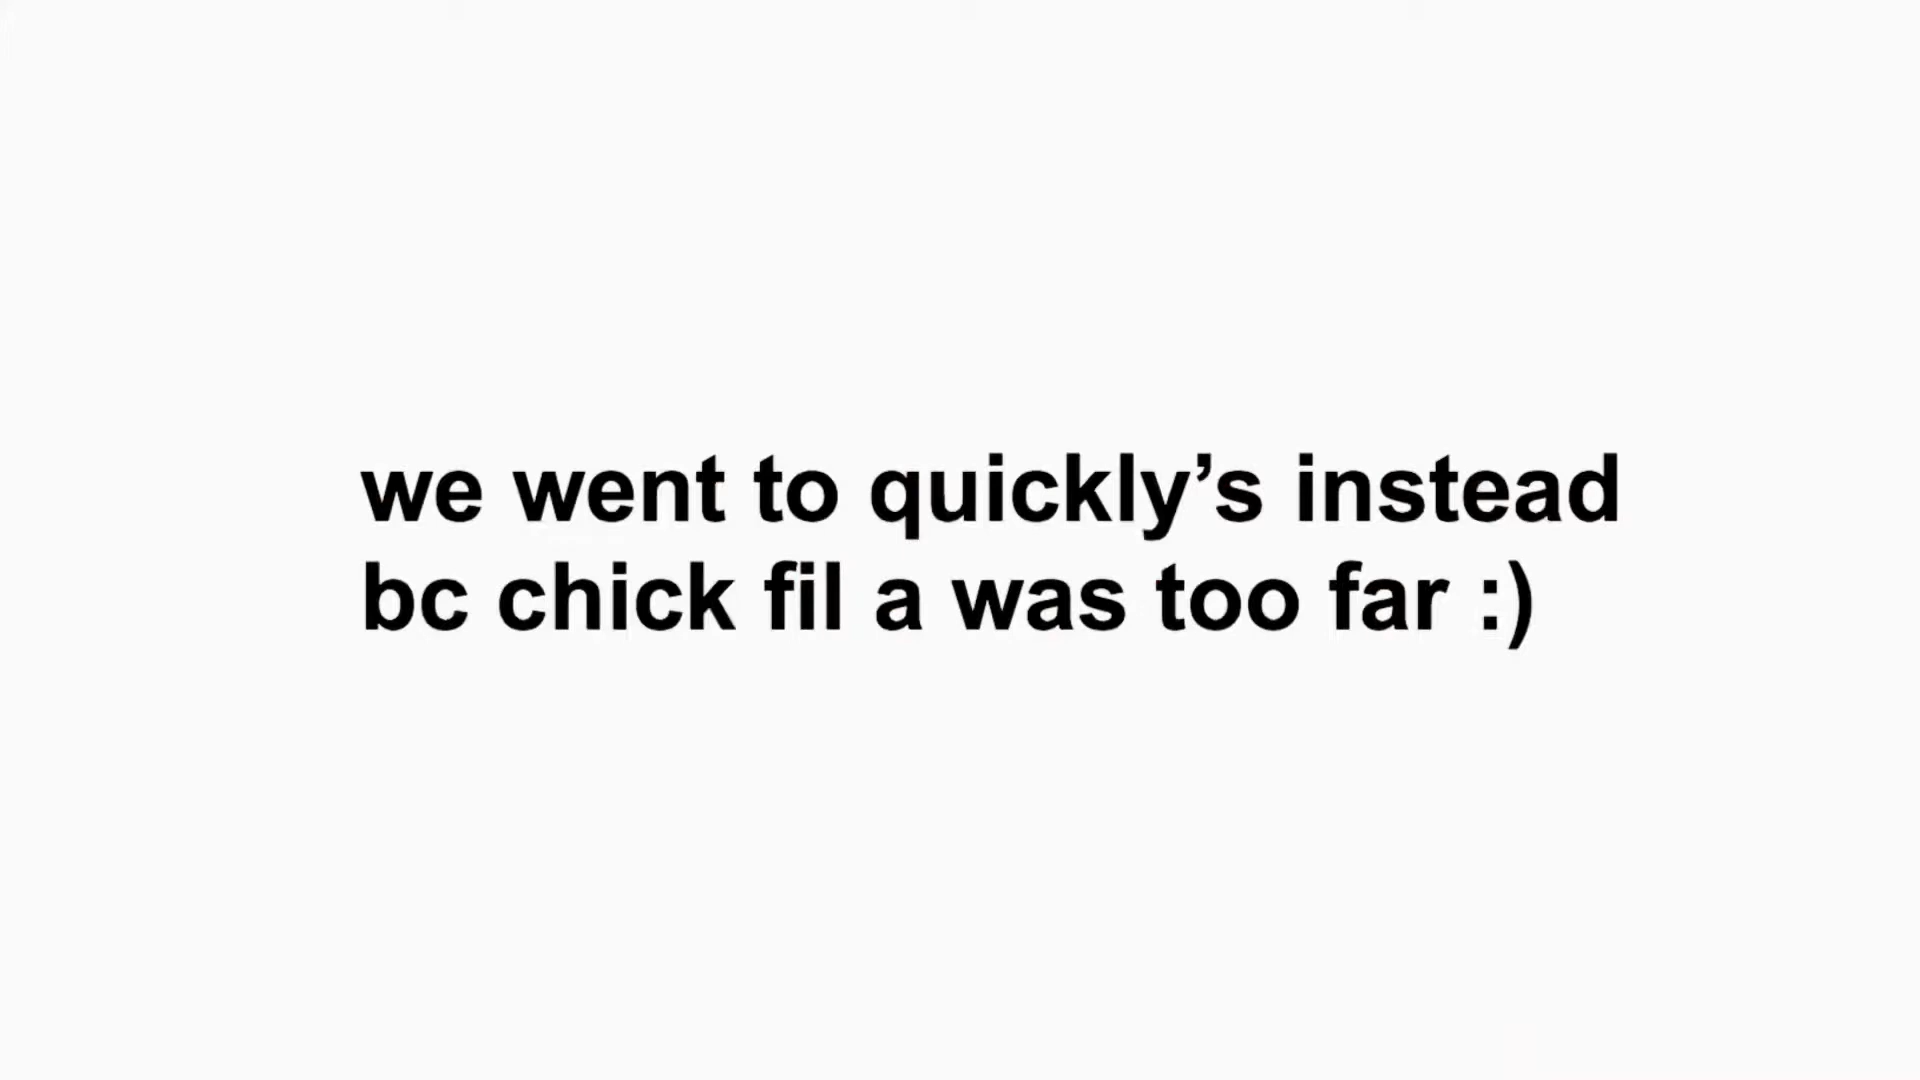 we went to quickly’s instead
bc chick fil a was too far :)